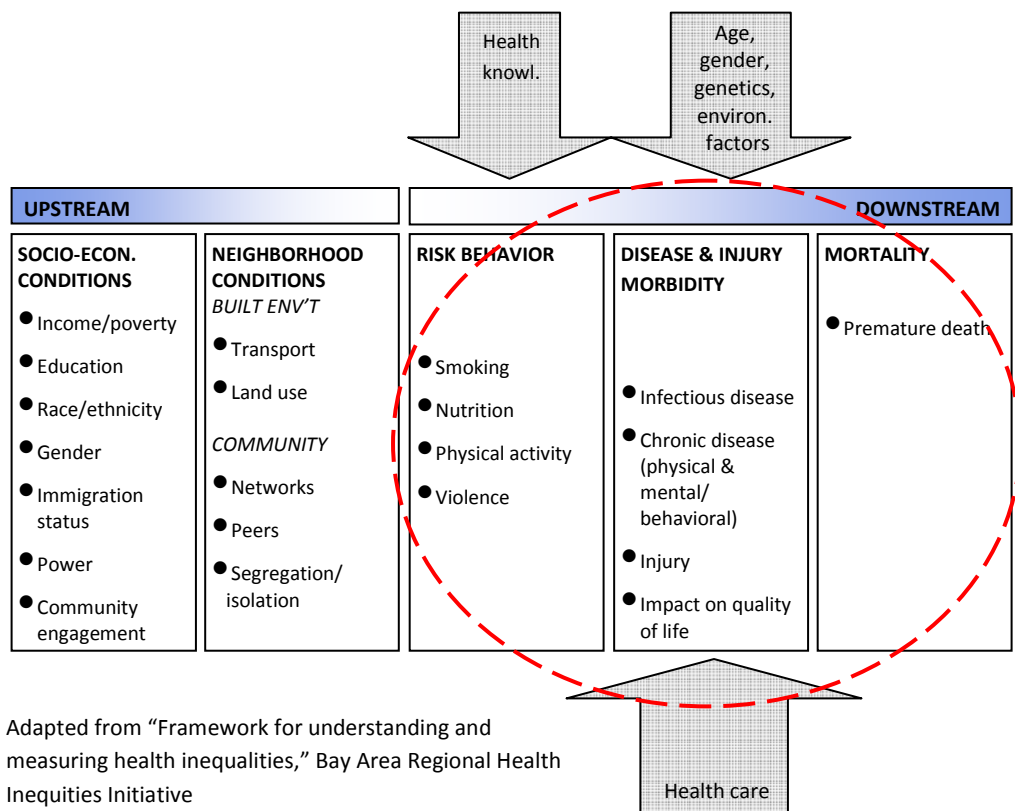 Health
knowl.
Age,
gender,
genetics,
environ.
factors
UPSTREAM
DOWNSTREAM
SOCIO-ECON.
CONDITIONS
● Income/poverty
● Education
● Race/ethnicity
● Gender
● Immigration
status
● Power
● Community
engagement
NEIGHBORHOOD
CONDITIONS
BUILT ENV’T
● Transport
● Land use
COMMUNITY
● Networks
● Peers
● Segregation/
isolation
RISK BEHAVIOR
● Smoking
● Nutrition
● Physical activity
● Violence
DISEASE & INJURY
MORBIDITY
● Infectious disease
● Chronic disease
(physical &
mental/
behavioral)
● Injury
● Impact on quality
of life
MORTALITY
● Premature death
Health care
Adapted from “Framework for understanding and
measuring health inequalities,” Bay Area Regional Health
Inequities Initiative